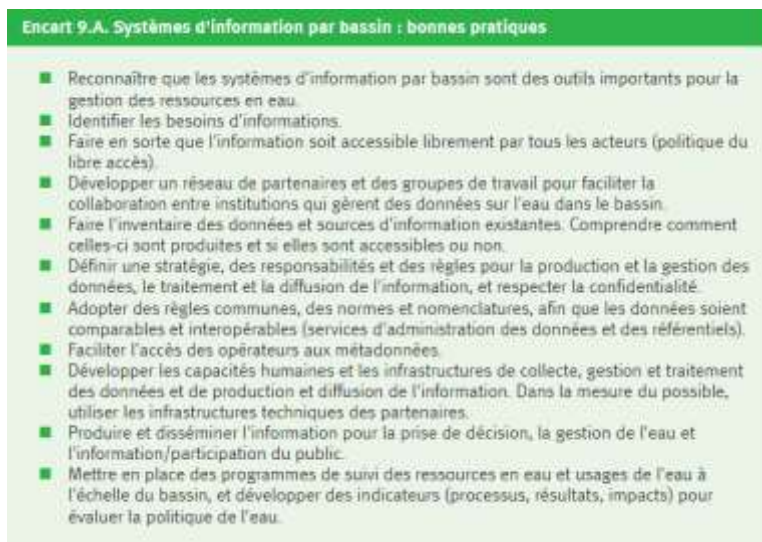 Encart 9.A. Systèmes d'information par bassin : bonnes pratiques
■ Reconnaître que les systèmes d'information par bassin sont des outils importants pour la
gestion des ressources en eau.
■ Identifier les besoins d'informations.
■ Faire en sorte que l'information soit accessible librement par tous les acteurs (politique du
libre accès).
■ Développer un réseau de partenaires et des groupes de travail pour faciliter la
collaboration entre institutions qui gèrent des données sur l'eau dans le bassin.
■ Faire l'inventaire des données et sources d'information existantes. Comprendre comment
celles-ci sont produites et si elles sont accessibles ou non.
■ Définir une stratégie, des responsabilités et des règles pour la production et la gestion des
données, le traitement et la diffusion de l'information, et respecter la confidentialité.
■ Adopter des règles communes, des normes et nomenclatures, afin que les données soient
comparables et interopérables (services d'administration des données et des référentiels).
■ Faciliter l'accès des opérateurs aux métadonnées.
■ Développer les capacités humaines et les infrastructures de collecte, gestion et traitement
des données et de production et diffusion de l'information. Dans la mesure du possible,
utiliser les infrastructures techniques des partenaires.
■ Produire et disséminer l'information pour la prise de décision, la gestion de l'eau et
l'information/participation du public.
■ Mettre en place des programmes de suivi des ressources en eau et usages de l'eau à
l'échelle du bassin, et développer des indicateurs (processus, résultats, impacts) pour
évaluer la politique de l'eau.